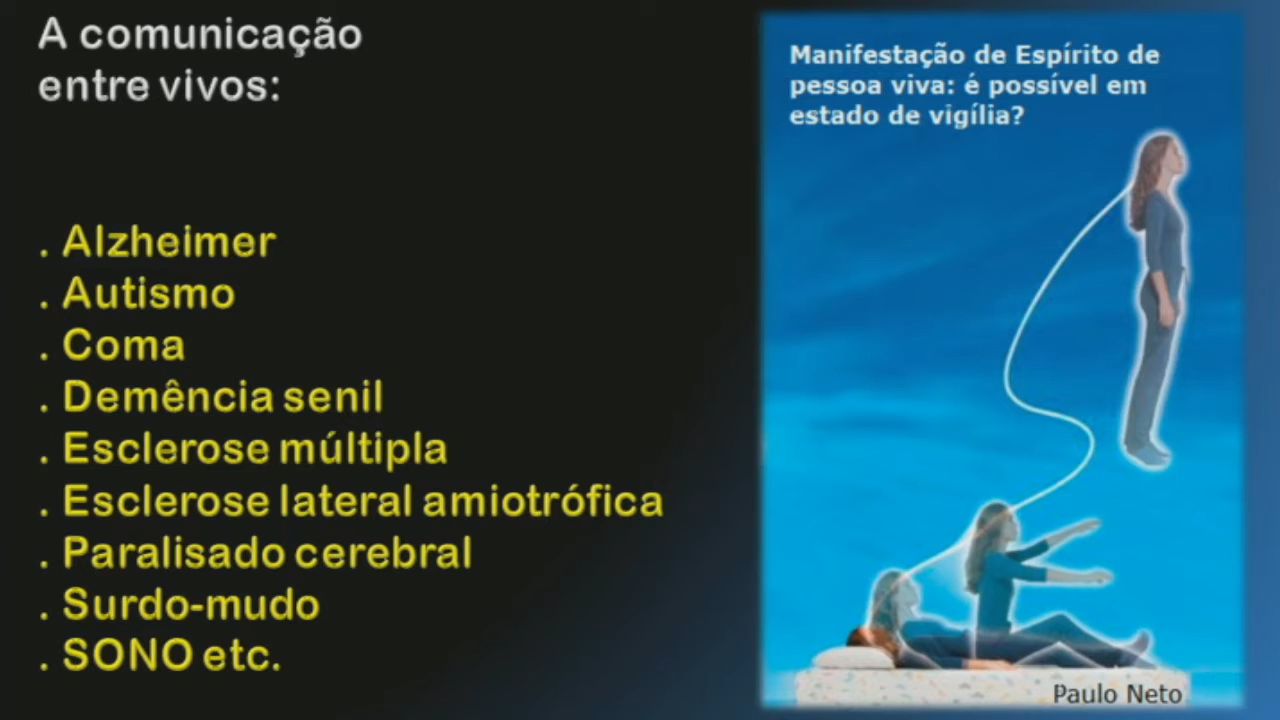 A comunicação
entre vivos:
. Alzheimer
. Autismo
. Coma
. Demência senil
. Esclerose múltipla
. Esclerose lateral amiotrófica
. Paralisado cerebral
. Surdo-mudo
. SONO etc.
Manifestação de Espírito de
pessoa viva: é possível em
estado de vigília?
Paulo Neto